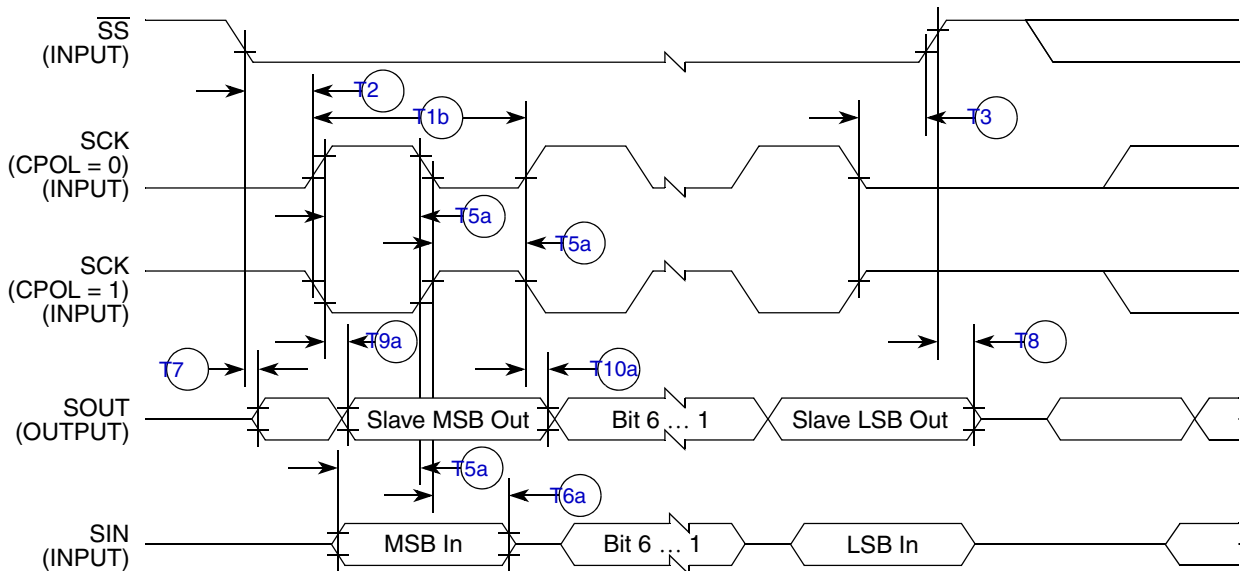 SS
(INPUT)
T2
T1b
T3
SCK
(CPOL = 0)
(INPUT)
T5a
T5a
SCK
(CPOL = 1)
(INPUT)
T7
T9a
T10a
T8
SOUT
(OUTPUT)
Slave MSB Out
Bit 6 … 1
Slave LSB Out
T5a
T6a
SIN
(INPUT)
MSB In
Bit 6 … 1
LSB In